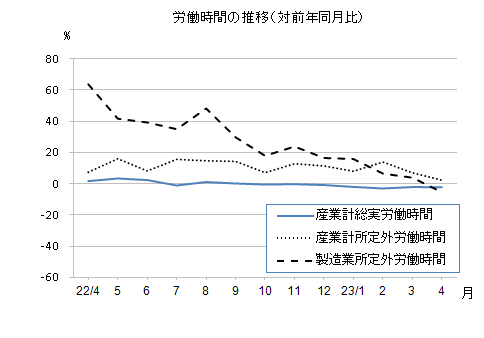 労働時間の推移(対前年同月比)
%
80
60
40
20
0
-20
-40
-60
産業計総実労働時間
産業計所定外労働時間
製造業所定外労働時間
22/4 5 6 7 8 9 10 11 12 23/1 2 3 4 月